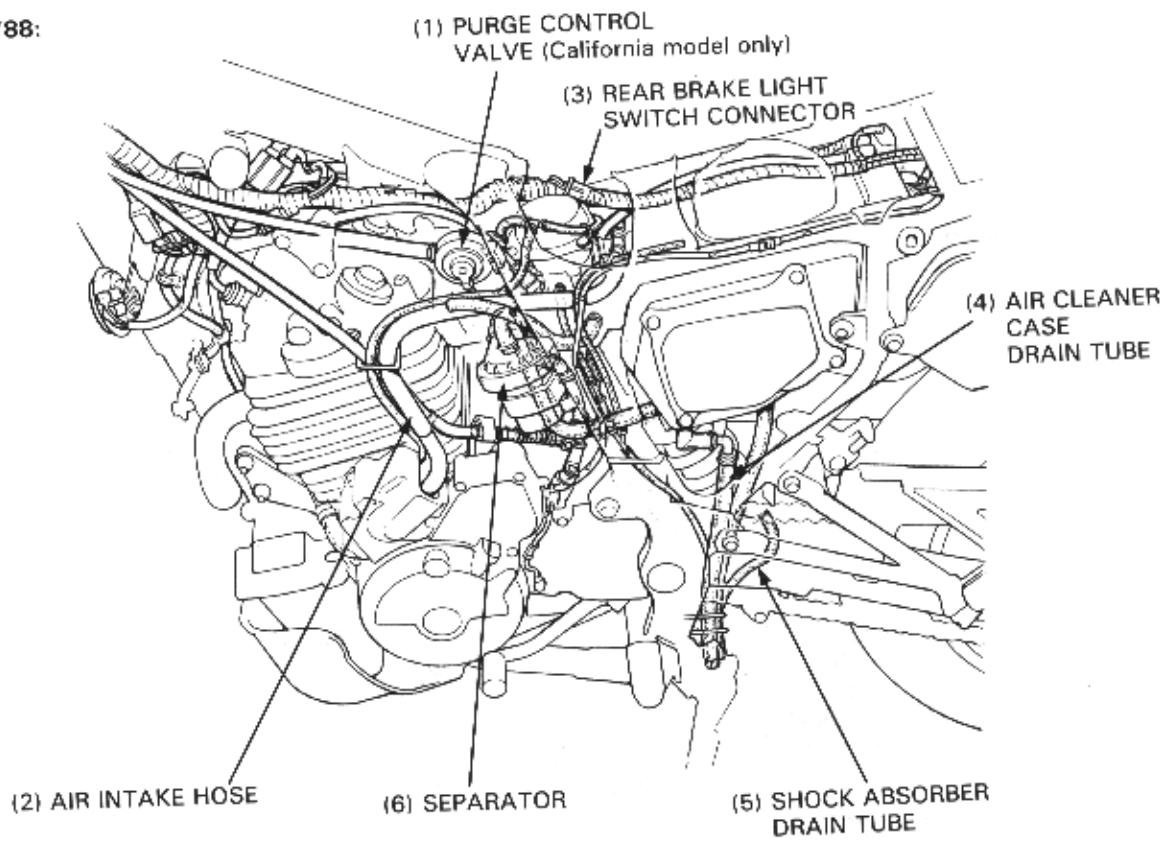 '88:
(1) PURGE CONTROL
VALVE (California model only)
(3) REAR BRAKE LIGHT
SWITCH CONNECTOR
(4) AIR CLEANER
CASE
DRAIN TUBE
(2) AIR INTAKE HOSE
(6) SEPARATOR
(5) SHOCK ABSORBER
DRAIN TUBE